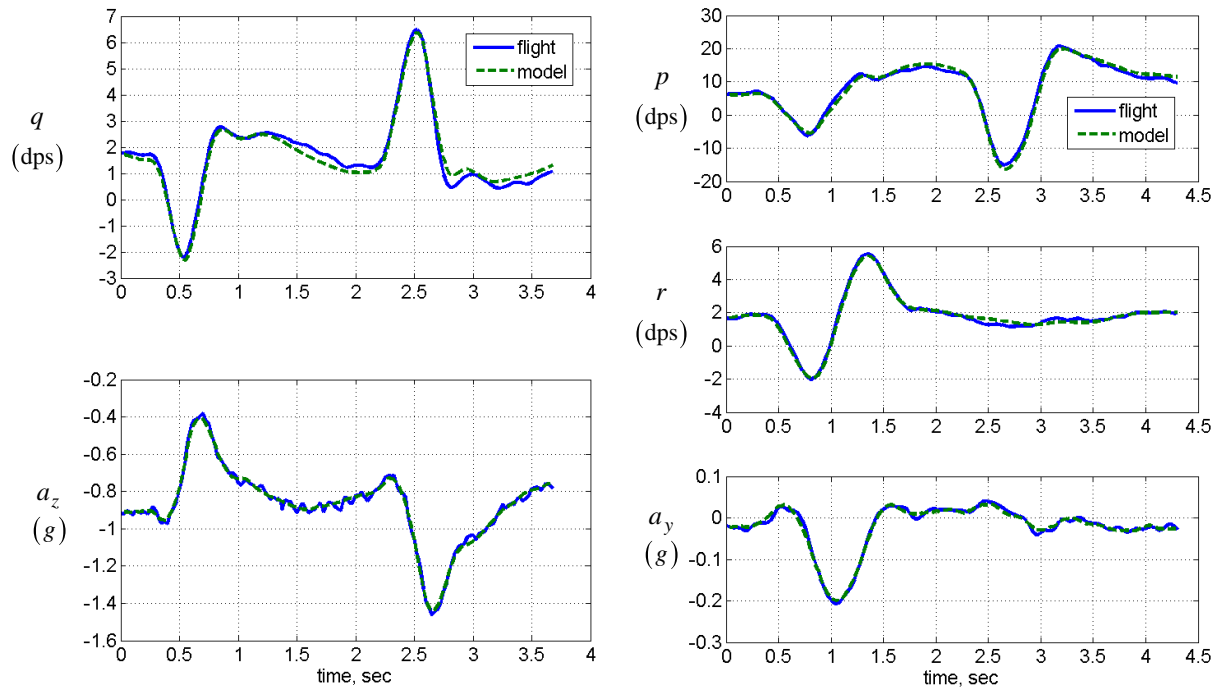 q
(dps)
7
6
5
4
3
2
1
0
-1
-2
-3
0 0.5 1 1.5 2 2.5 3 3.5 4
flight
model
a_z
(g)
-0.2
-0.4
-0.6
-0.8
-1
-1.2
-1.4
-1.6
0 0.5 1 1.5 2 2.5 3 3.5 4
time, sec
p
(dps)
30
20
10
0
-10
-20
0 0.5 1 1.5 2 2.5 3 3.5 4 4.5
flight
model
r
(dps)
6
4
2
0
-2
-4
0 0.5 1 1.5 2 2.5 3 3.5 4 4.5
a_y
(g)
0.1
0
-0.1
-0.2
-0.3
0 0.5 1 1.5 2 2.5 3 3.5 4 4.5
time, sec